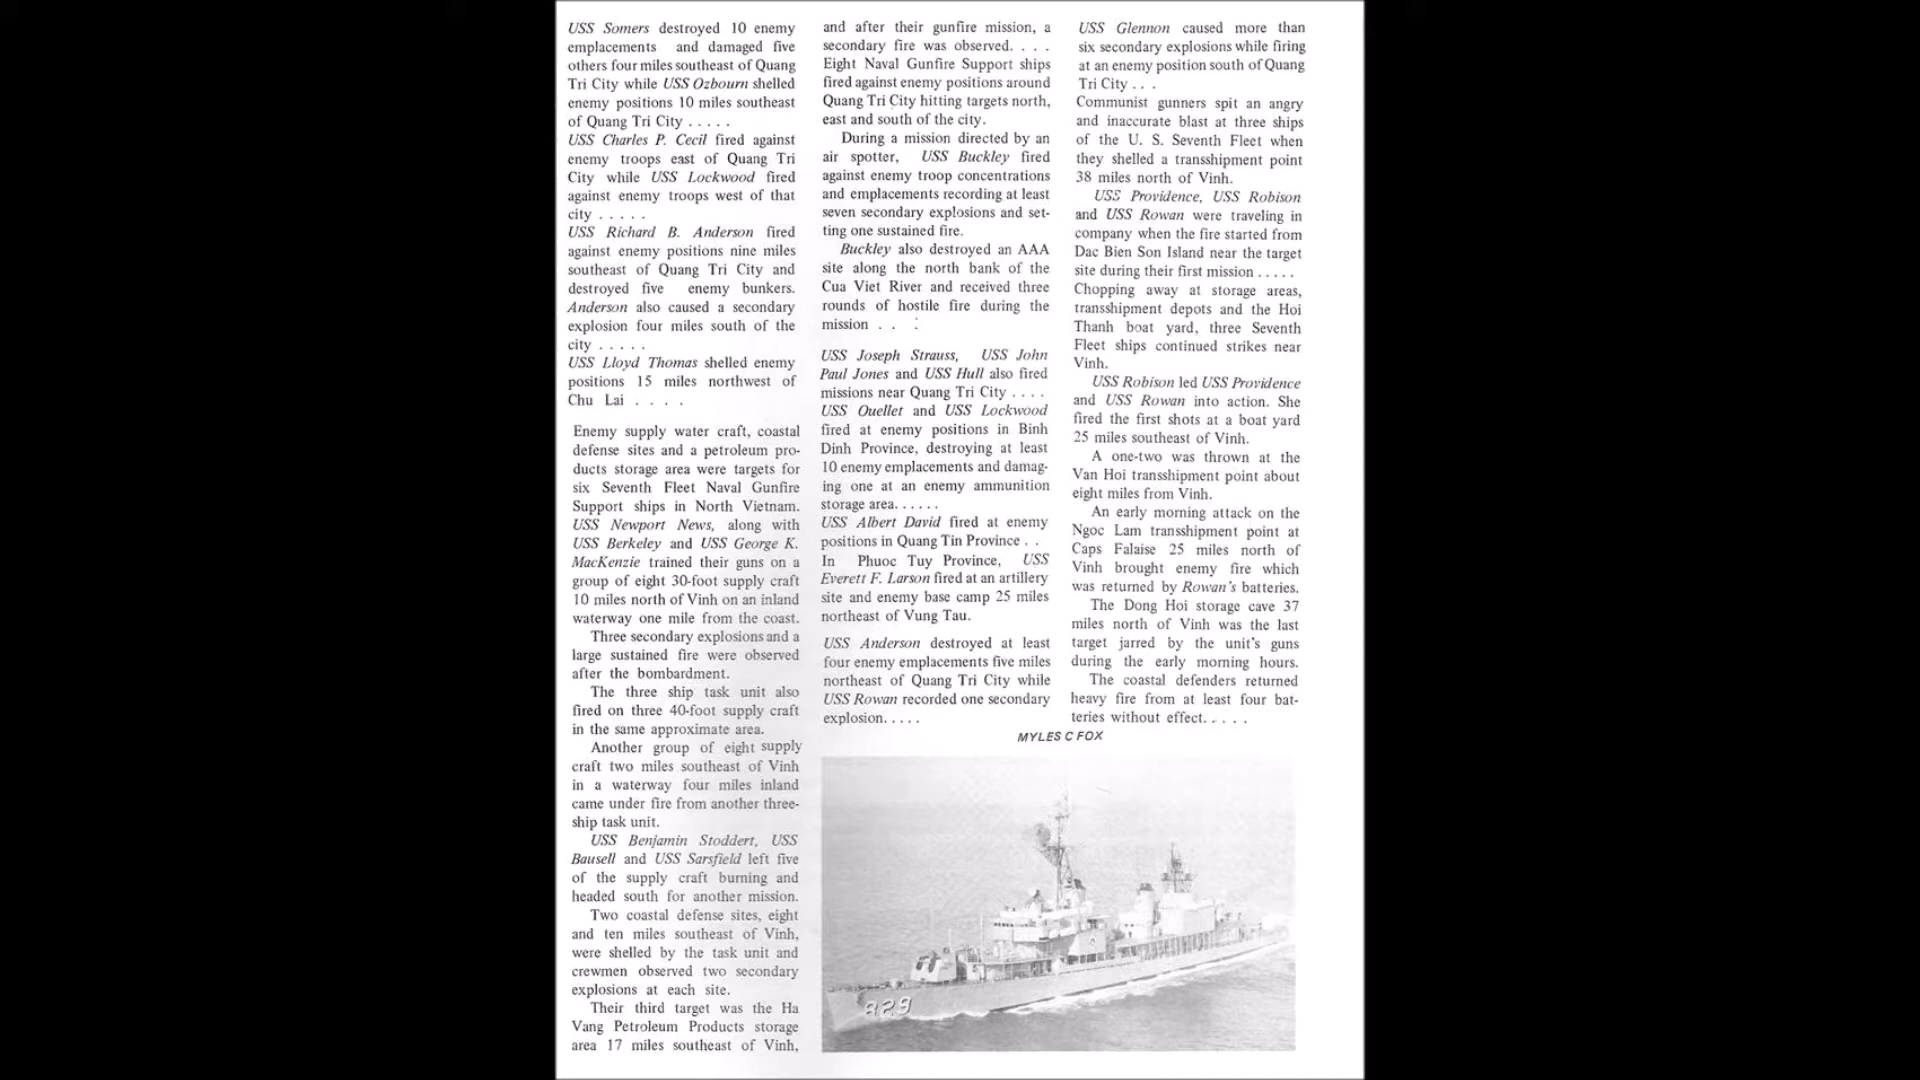 USS Somers destroyed 10 enemy
emplacements and damaged five
others four miles southeast of Quang
Tri City while USS Ozbourn shelled
enemy positions 10 miles southeast
of Quang Tri City . . . . .
USS Charles P. Cecil fired against
enemy troops east of Quang Tri
City while USS Lockwood fired
against enemy troops west of that
city . . . . .
USS Richard B. Anderson fired
against enemy positions nine miles
southeast of Quang Tri City and
destroyed five enemy bunkers.
Anderson also caused a secondary
explosion four miles south of the
city . . . . .
USS Lloyd Thomas shelled enemy
positions 15 miles northwest of
Chu Lai . . . .
Enemy supply water craft, coastal
defense sites and a petroleum pro-
ducts storage area were targets for
six Seventh Fleet Naval Gunfire
Support ships in North Vietnam.
USS Newport News, along with
USS Berkeley and USS George K.
MacKenzie trained their guns on a
group of eight 30-foot supply craft
10 miles north of Vinh on an inland
waterway one mile from the coast.
Three secondary explosions and a
large sustained fire were observed
after the bombardment.
The three ship task unit also
fired on three 40-foot supply craft
in the same approximate area.
Another group of eight supply
craft two miles southeast of Vinh
in a waterway four miles inland
came under fire from another three-
ship task unit.
USS Benjamin Stoddert, USS
Bausell and USS Sarsfield left five
of the supply craft burning and
headed south for another mission.
Two coastal defense sites, eight
and ten miles southeast of Vinh,
were shelled by the task unit and
crewmen observed two secondary
explosions at each site.
Their third target was the Ha
Vang Petroleum Products storage
area 17 miles southeast of Vinh,
and after their gunfire mission, a
secondary fire was observed. . . .
Eight Naval Gunfire Support ships
fired against enemy positions around
Quang Tri City hitting targets north,
east and south of the city.
During a mission directed by an
air spotter, USS Buckley fired
against enemy troop concentrations
and emplacements recording at least
seven secondary explosions and set-
ting one sustained fire.
Buckley also destroyed an AAA
site along the north bank of the
Cua Viet River and received three
rounds of hostile fire during the
mission . . :
USS Joseph Strauss, USS John
Paul Jones and USS Hull also fired
missions near Quang Tri City . . . .
USS Ouellet and USS Lockwood
fired at enemy positions in Binh
Dinh Province, destroying at least
10 enemy emplacements and damag-
ing one at an enemy ammunition
storage area. . . . . .
USS Albert David fired at enemy
positions in Quang Tin Province . .
In Phuoc Tuy Province, USS
Everett F. Larson fired at an artillery
site and enemy base camp 25 miles
northeast of Vung Tau.
USS Anderson destroyed at least
four enemy emplacements five miles
northeast of Quang Tri City while
USS Rowan recorded one secondary
explosion. . . . .
USS Glennon caused more than
six secondary explosions while firing
at an enemy position south of Quang
Tri City . . .
Communist gunners spit an angry
and inaccurate blast at three ships
of the U. S. Seventh Fleet when
they shelled a transshipment point
38 miles north of Vinh.
USS Providence, USS Robison
and USS Rowan were traveling in
company when the fire started from
Dac Bien Son Island near the target
site during their first mission . . . . .
Chopping away at storage areas,
transshipment depots and the Hoi
Thanh boat yard, three Seventh
Fleet ships continued strikes near
Vinh.
USS Robison led USS Providence
and USS Rowan into action. She
fired the first shots at a boat yard
25 miles southeast of Vinh.
A one-two was thrown at the
Van Hoi transshipment point about
eight miles from Vinh.
An early morning attack on the
Ngoc Lam transshipment point at
Caps Falaise 25 miles north of
Vinh brought enemy fire which
was returned by Rowan's batteries.
The Dong Hoi storage cave 37
miles north of Vinh was the last
target jarred by the unit's guns
during the early morning hours.
The coastal defenders returned
heavy fire from at least four bat-
teries without effect. . . . .
MYLES C FOX
829